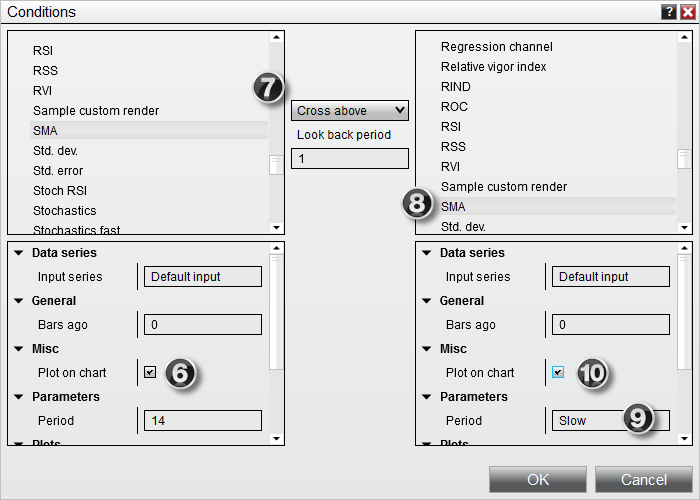 Conditions
?
RSI
RSS
RVI
Sample custom render
SMA
Std. dev.
Std. error
Stoch RSI
Stochastics
Stochastics fast
7
Cross above
Look back period
1
Regression channel
Relative vigor index
RIND
ROC
RSI
RSS
RVI
Sample custom render
8
SMA
Std. dev.
Data series
Input series Default input
General
Bars ago 0
Misc
Plot on chart 6
Parameters
Period 14
Plots
Data series
Input series Default input
General
Bars ago 0
Misc
Plot on chart 10
Parameters
Period Slow 9
Plots
OK Cancel